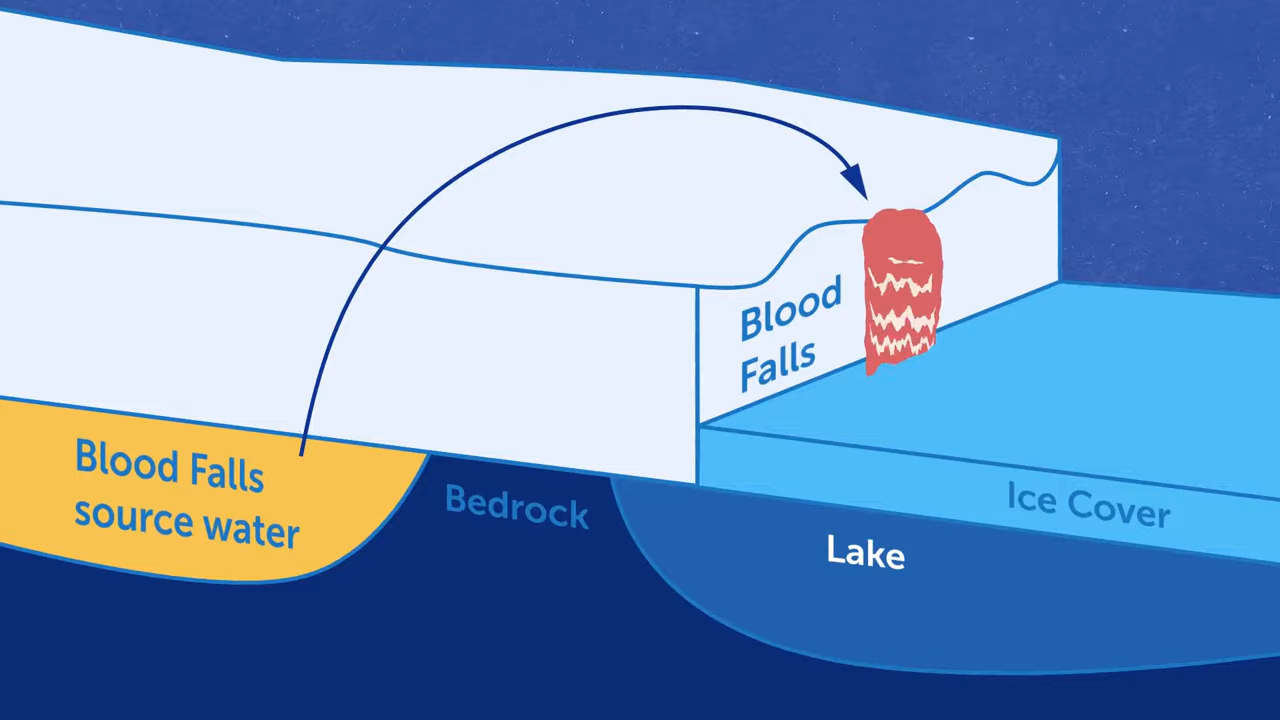 Blood
Falls
Blood Falls
source water
Bedrock
Ice Cover
Lake